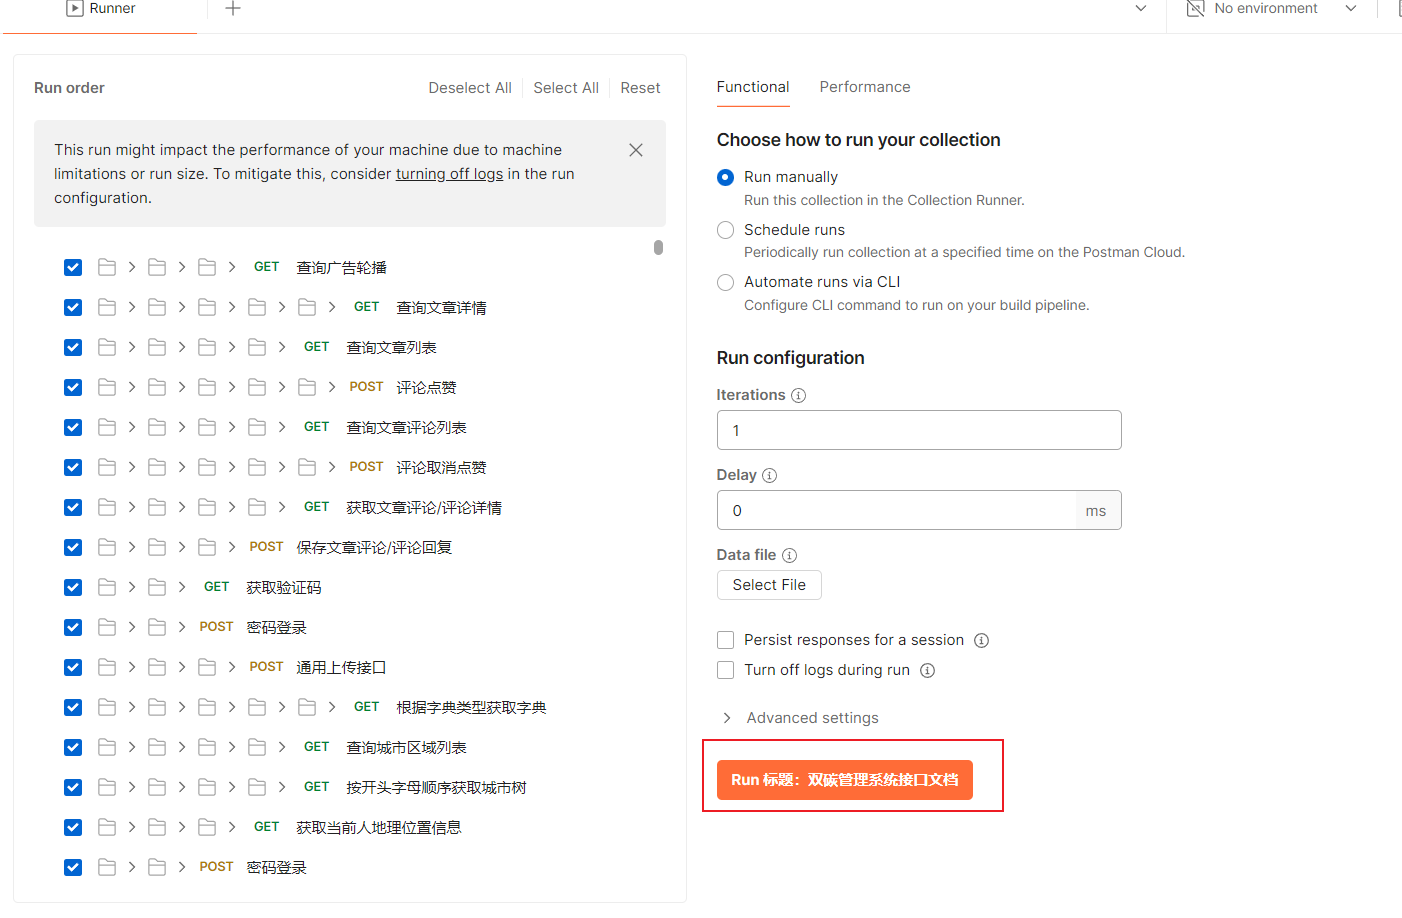 Runner
No environment
Run order
Deselect All
Select All
Reset
This run might impact the performance of your machine due to machine
limitations or run size. To mitigate this, consider turning off logs in the run
configuration.
GET 查询广告轮播
GET 查询文章详情
GET 查询文章列表
POST 评论点赞
GET 查询文章评论列表
POST 评论取消点赞
GET 获取文章评论/评论详情
POST 保存文章评论/评论回复
GET 获取验证码
POST 密码登录
POST 通用上传接口
GET 根据字典类型获取字典
GET 查询城市区域列表
GET 按开头字母顺序获取城市树
GET 获取当前人地理位置信息
POST 密码登录
Functional
Performance
Choose how to run your collection
Run manually
Run this collection in the Collection Runner.
Schedule runs
Periodically run collection at a specified time on the Postman Cloud.
Automate runs via CLI
Configure CLI command to run on your build pipeline.
Run configuration
Iterations
1
Delay
0
ms
Data file
Select File
Persist responses for a session
Turn off logs during run
Advanced settings
Run 标题：双碳管理系统接口文档